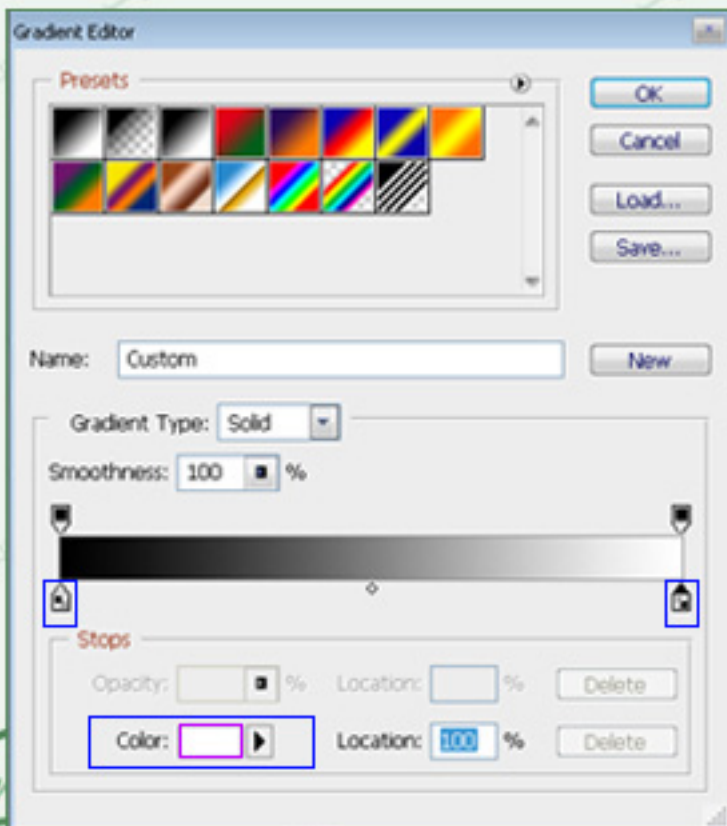 Gradient Editor
Presets
OK
Cancel
Load...
Save...
Name: Custom
New
Gradient Type: Solid
Smoothness: 100 %
Stops
Opacity: % Location: % Delete
Color: Location: 100 % Delete